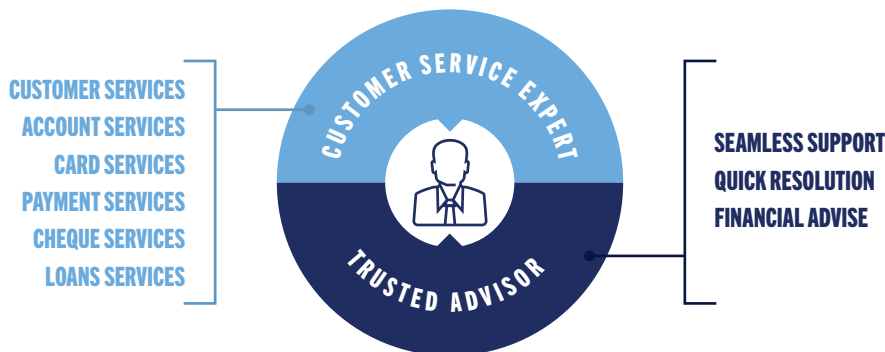 CUSTOMER SERVICES
ACCOUNT SERVICES
CARD SERVICES
PAYMENT SERVICES
CHEQUE SERVICES
LOANS SERVICES
CUSTOMER SERVICE EXPERT
TRUSTED ADVISOR
SEAMLESS SUPPORT
QUICK RESOLUTION
FINANCIAL ADVISE